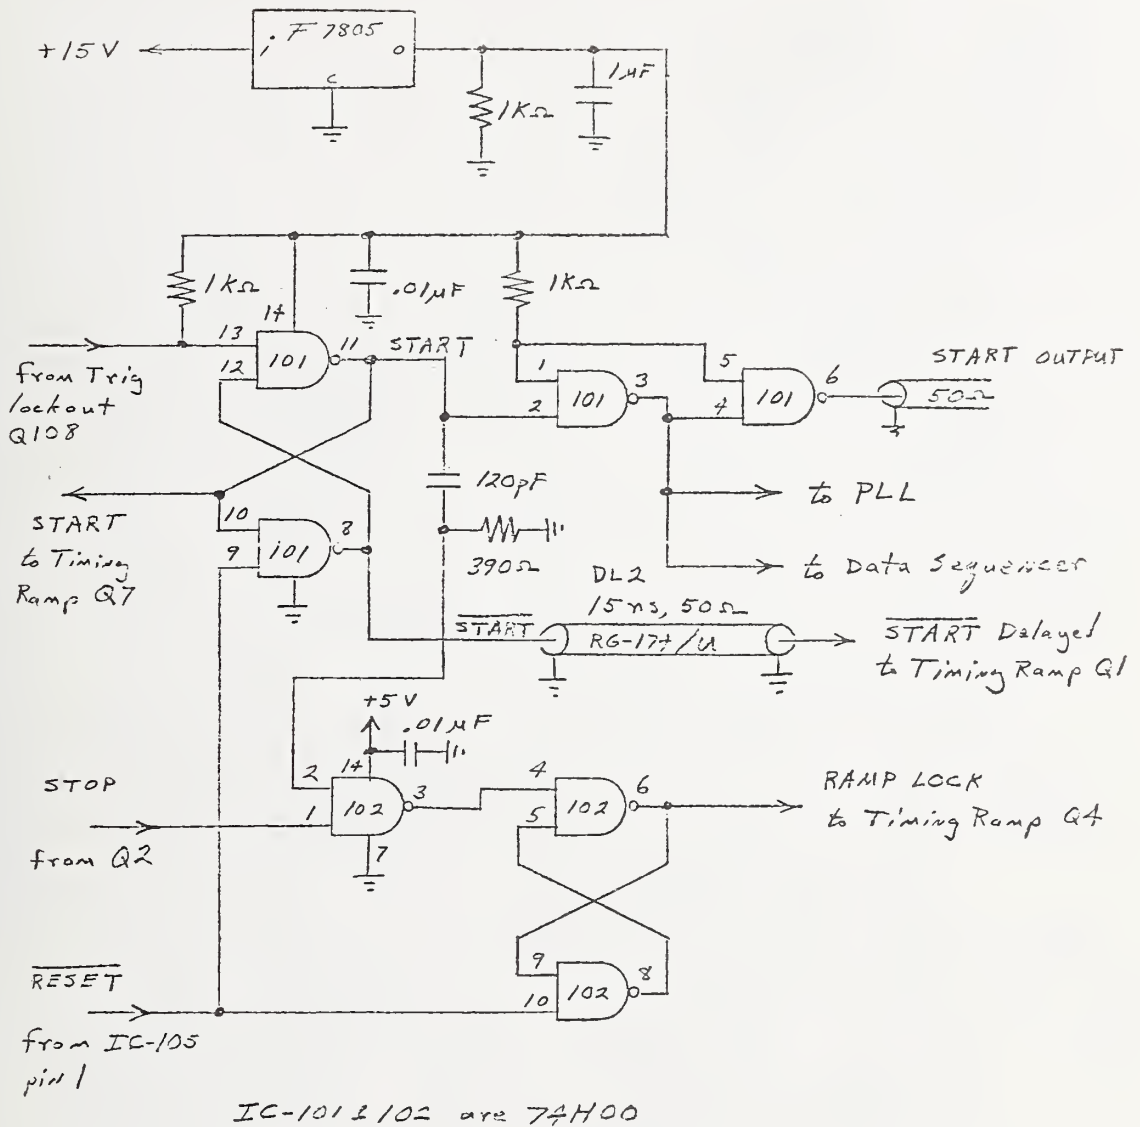 F 7805
+15V
i
o
c
1KΩ
1μF
1KΩ
14
.01μF
1KΩ
13
12
101
11
START
from Trig
lockout
Q108
1
2
101
3
5
4
101
6
START OUTPUT
50Ω
120pF
to PLL
START
to Timing
Ramp Q7
10
9
101
8
390Ω
to Data Sequencer
DL2
15ns, 50Ω
START
RG-174/U
START Delayed
to Timing Ramp Q1
+5V
.01μF
STOP
from Q2
2
1
14
102
3
7
4
5
102
6
RAMP LOCK
to Timing Ramp Q4
RESET
from IC-105
pin 1
9
10
102
8
IC-101 & 102 are 74H00